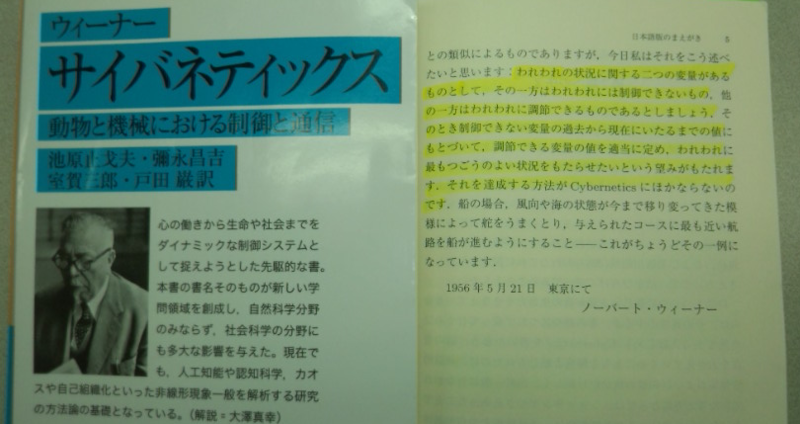 ウィーナー
サイバネティックス
動物と機械における制御と通信
池原止戈夫・彌永昌吉
室賀三郎・戸田 巌訳
心の働きから生命や社会までを
ダイナミックな制御システムと
して捉えようとした先駆的な書。
本書の書名そのものが新しい学
問領域を創成し、自然科学分野
のみならず、社会科学の分野に
も多大な影響を与えた。現在で
も、人工知能や認知科学、カオ
スや自己組織化といった非線形現象一般を解析する研究
の方法論の基礎となっている。(解説=大澤真幸)
日本語版のまえがき 5
との類似によるものでありますが、今日私はそれをこう述べ
たいと思います:われわれの状況に関する二つの変量がある
ものとして、その一方はわれわれには制御できないもの、他
の一方はわれわれに調節できるものであるとしましょう。そ
のとき制御できない変量の過去から現在にいたるまでの値に
もとづいて、調節できる変量の値を適当に定め、われわれに
最もつごうのよい状況をもたらせたいという望みがもたれま
す。それを達成する方法がCyberneticsにほかならないの
です。船の場合、風向や海の状態が今まで移り変ってきた模
様によって舵をうまくとり、与えられたコースに最も近い航
路を船が進むようにすること――これがちょうどその一例に
なっています。
1956年5月21日 東京にて
ノーバート・ウィーナー